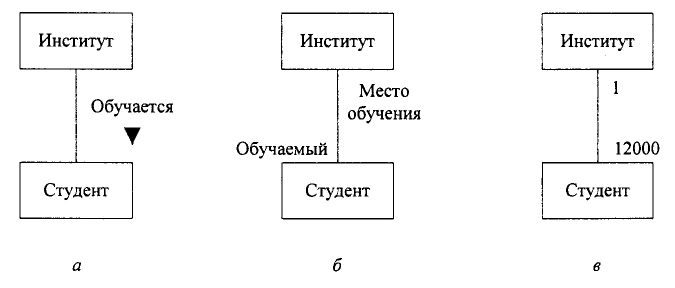 Институт
Обучается
Студент
а
Институт
Место
обучения
Обучаемый
Студент
б
Институт
1
12000
Студент
в